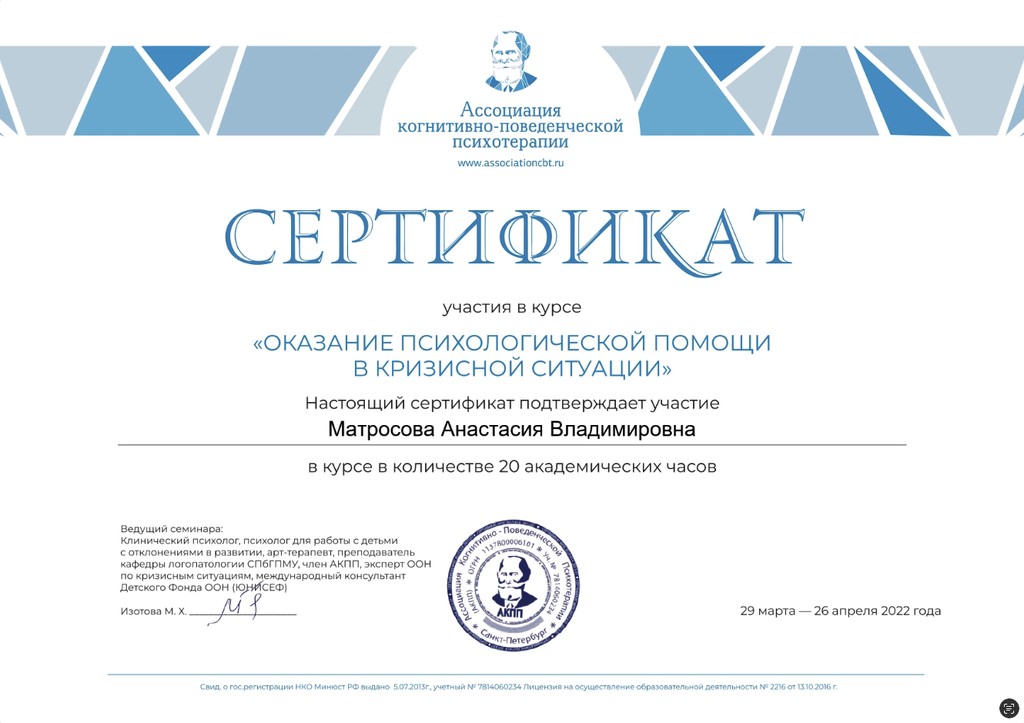 Ассоциация
когнитивно-поведенческой
психотерапии
www.associationcbt.ru
СЕРТИФИКАТ
участия в курсе
«ОКАЗАНИЕ ПСИХОЛОГИЧЕСКОЙ ПОМОЩИ
В КРИЗИСНОЙ СИТУАЦИИ»
Настоящий сертификат подтверждает участие
Матросова Анастасия Владимировна
в курсе в количестве 20 академических часов
Ведущий семинара:
Клинический психолог, психолог для работы с детьми
с отклонениями в развитии, арт-терапевт, преподаватель
кафедры логопатологии СПбГПМУ, член АКПП, эксперт ООН
по кризисным ситуациям, международный консультант
Детского Фонда ООН (ЮНИСЕФ)
Изотова М. Х.
Ассоциация Когнитивно-Поведенческой Психотерапии
(АКПП) * ОГРН 1137800006101 * Уч. № 7814060234
АКПП
* Санкт-Петербург *
29 марта — 26 апреля 2022 года
Свид. о гос.регистрации НКО Минюст РФ выдано 5.07.2013г., учетный № 7814060234 Лицензия на осуществление образовательной деятельности № 2216 от 13.10.2016 г.